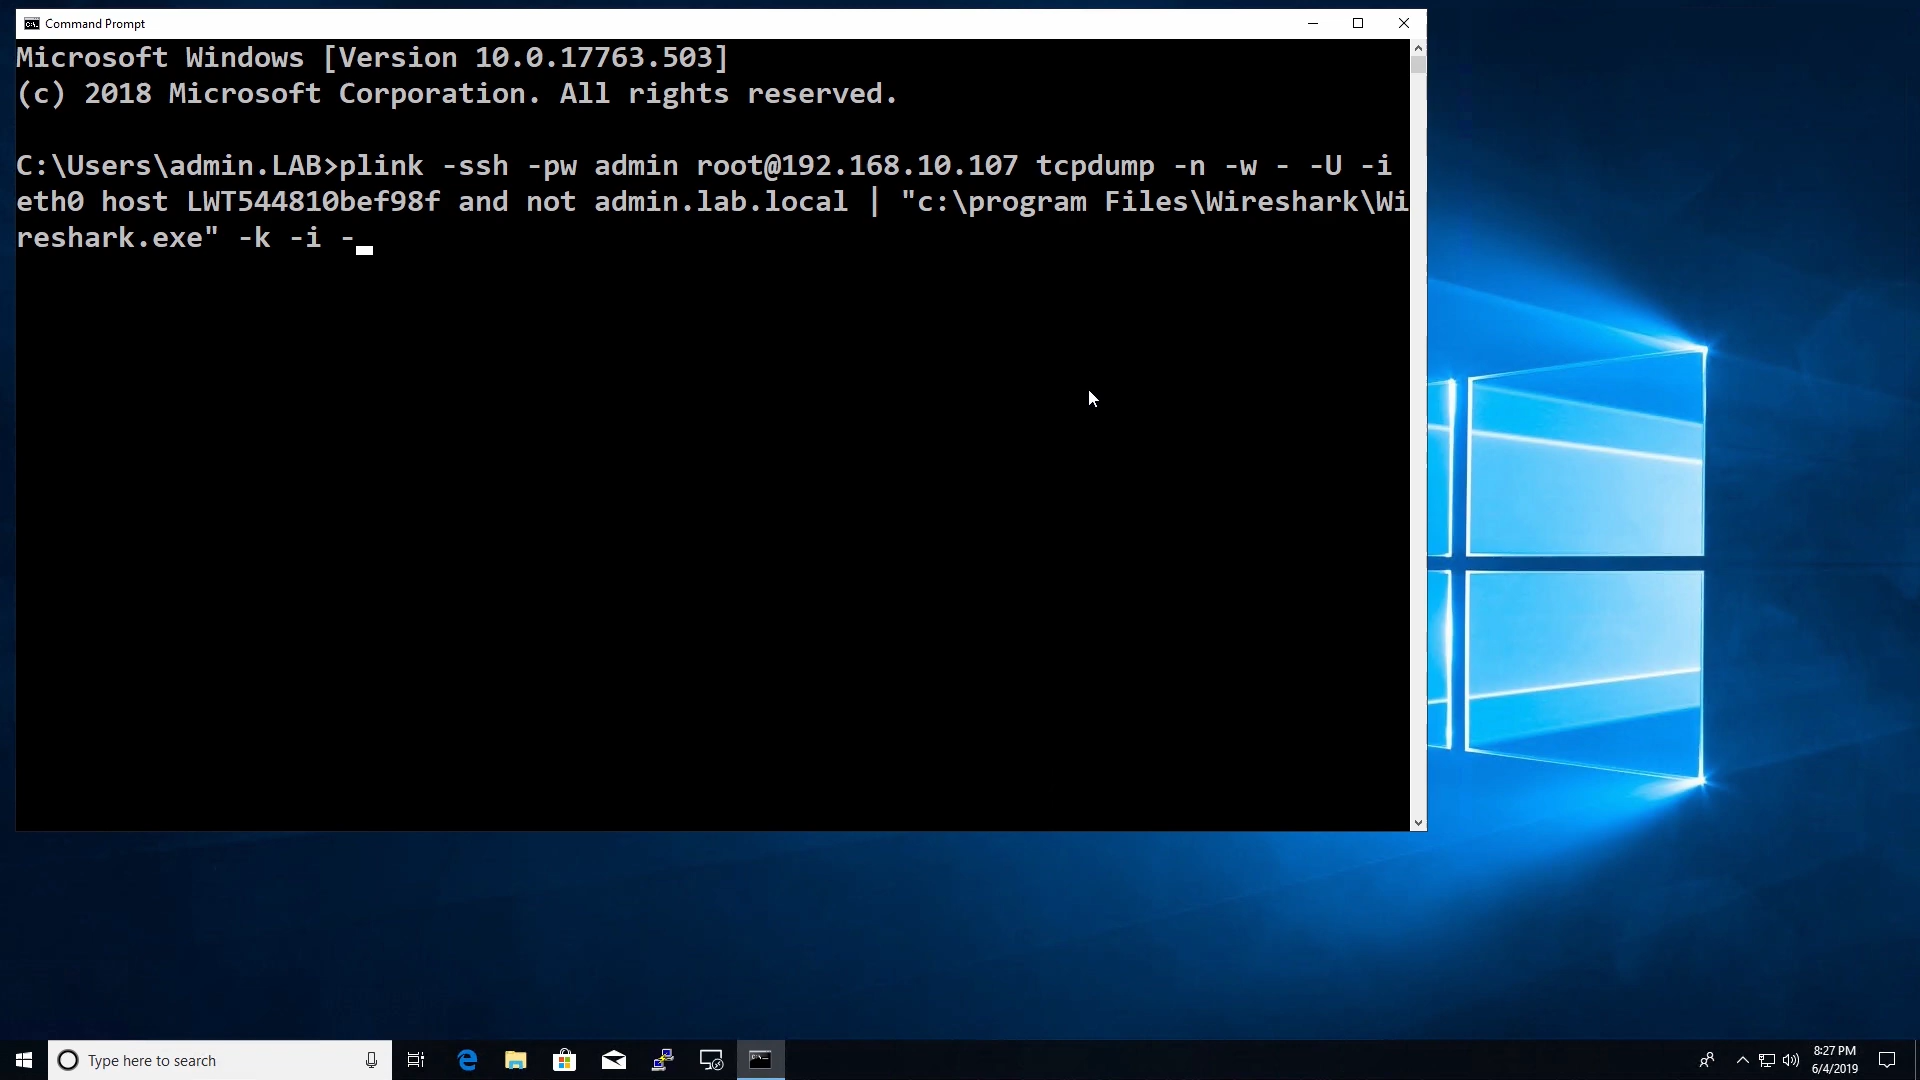 Command Prompt
Microsoft Windows [Version 10.0.17763.503]
(c) 2018 Microsoft Corporation. All rights reserved.
C:\Users\admin.LAB>plink -ssh -pw admin root@192.168.10.107 tcpdump -n -w - -U -i
eth0 host LWT544810bef98f and not admin.lab.local | "c:\program Files\Wireshark\Wi
reshark.exe" -k -i -
Type here to search
8:27 PM
6/4/2019